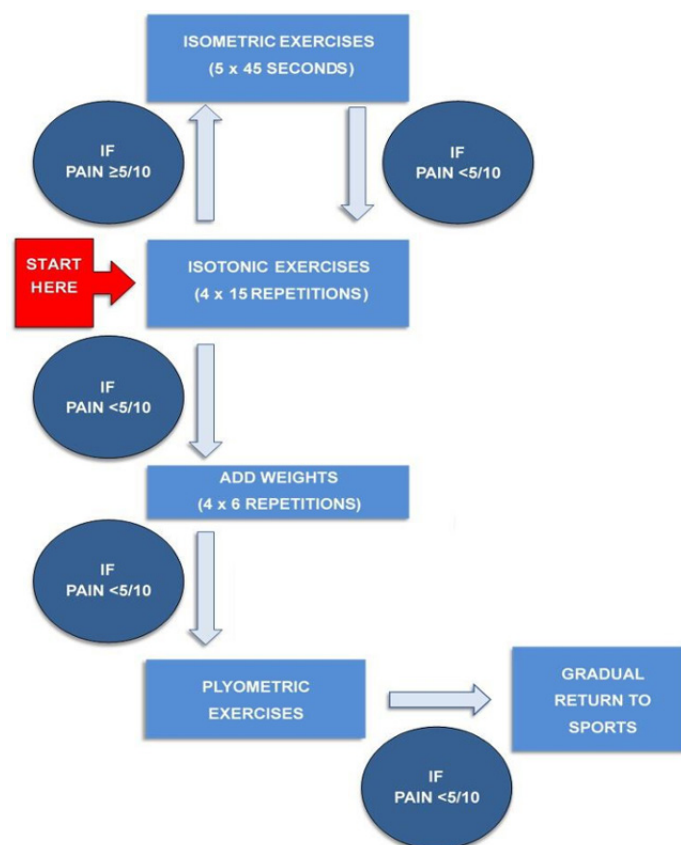 ISOMETRIC EXERCISES
(5 x 45 SECONDS)
IF
PAIN ≥5/10
IF
PAIN <5/10
START
HERE
ISOTONIC EXERCISES
(4 x 15 REPETITIONS)
IF
PAIN <5/10
ADD WEIGHTS
(4 x 6 REPETITIONS)
IF
PAIN <5/10
PLYOMETRIC
EXERCISES
GRADUAL
RETURN TO
SPORTS
IF
PAIN <5/10